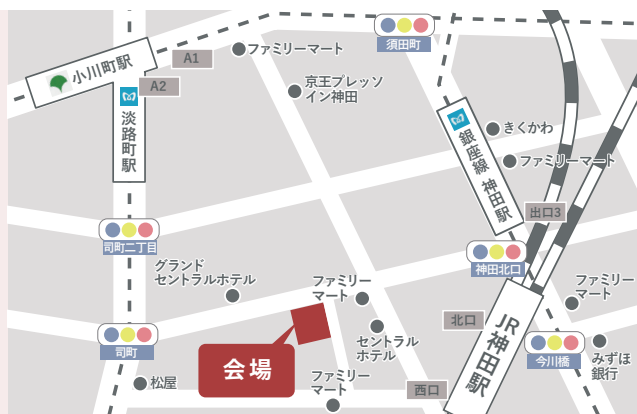 須田町
小川町駅
A1
ファミリーマート
A2
京王プレッソ
イン神田
淡路町駅
きくかわ
ファミリーマート
銀座線 神田駅
出口3
司町二丁目
神田北口
グランド
セントラルホテル
ファミリー
マート
ファミリー
マート
北口
JR
神田駅
司町
セントラル
ホテル
今川橋
みずほ
銀行
会場
松屋
ファミリー
マート
西口